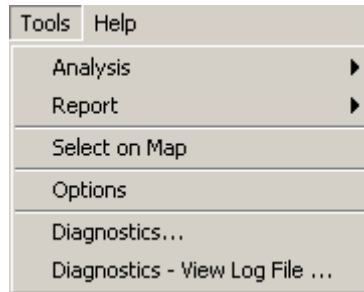 Tools Help
Analysis
Report
Select on Map
Options
Diagnostics...
Diagnostics - View Log File ...